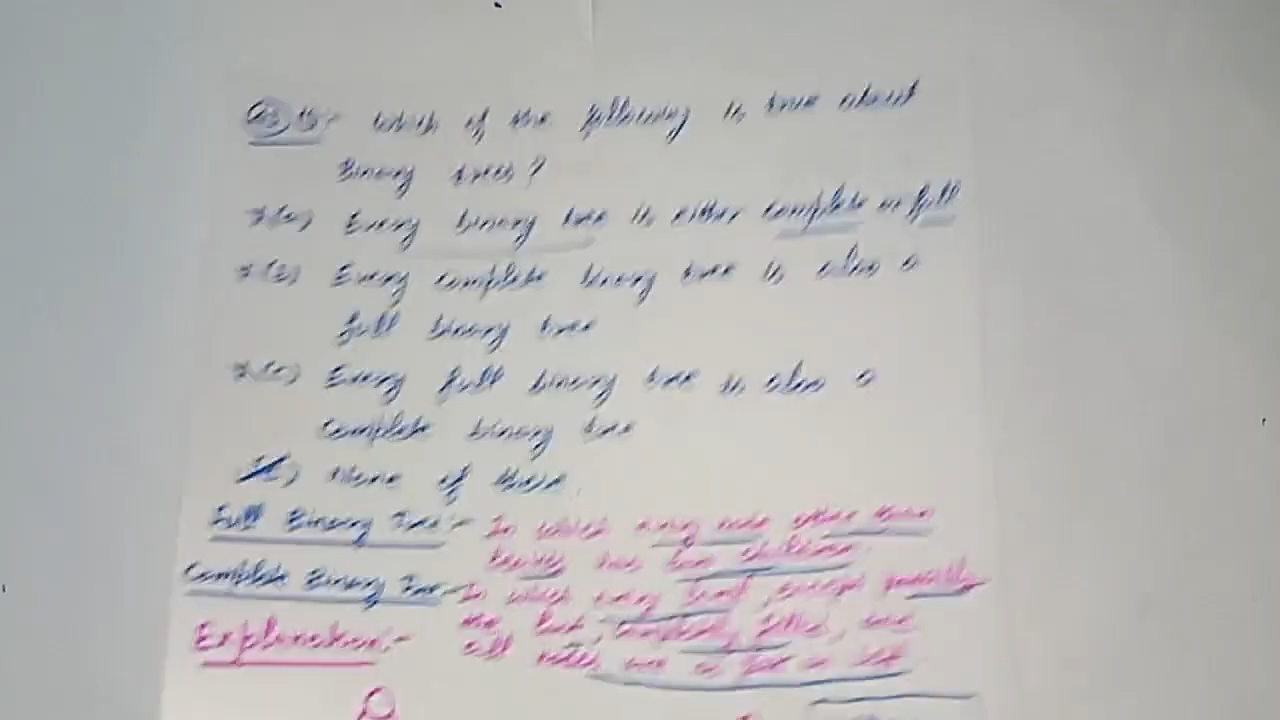 Which of the following is true about
Binary trees?
Every binary tree is either complete or full
Every complete binary tree is also a
full binary tree
Every full binary tree is also a
complete binary tree
None of these
Full Binary Tree:- In which every node other than
leaves has two children.
Complete Binary Tree:- In which every level, except possibly
the last, completely filled, and
Explanation:-
all nodes are as far as left